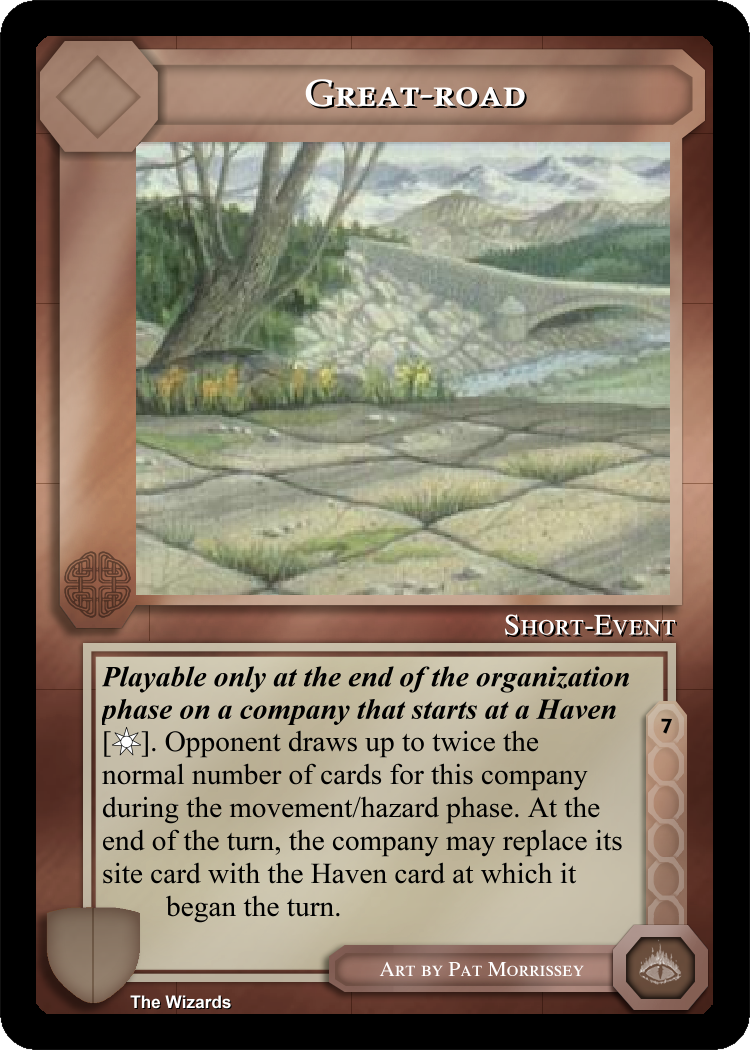 Great-road
Short-Event
Playable only at the end of the organization
phase on a company that starts at a Haven
[ ]. Opponent draws up to twice the
normal number of cards for this company
during the movement/hazard phase. At the
end of the turn, the company may replace its
site card with the Haven card at which it
began the turn.
7
Art by Pat Morrissey
The Wizards